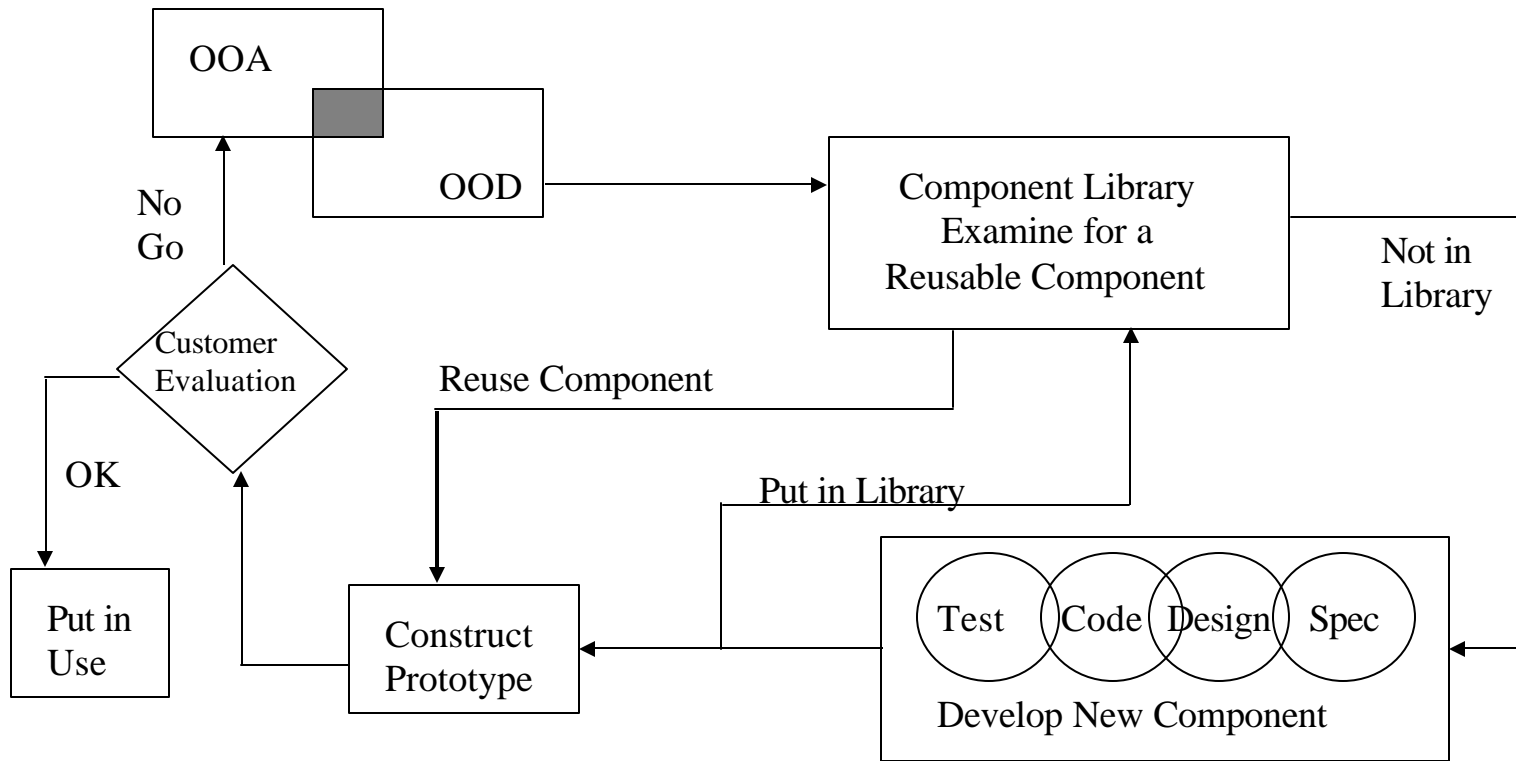 OOA
OOD
Component Library
Examine for a
Reusable Component
No
Go
Not in
Library
Customer
Evaluation
Reuse Component
OK
Put in Library
Put in
Use
Construct
Prototype
Test
Code
Design
Spec
Develop New Component